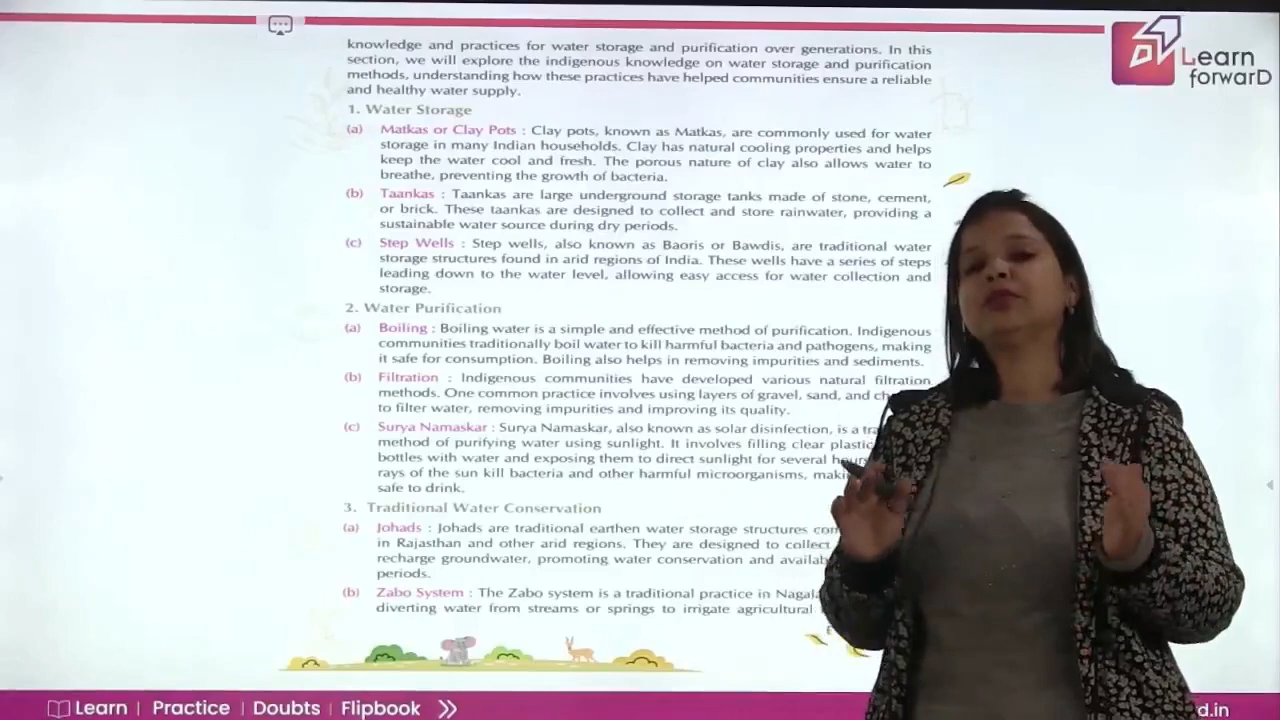 Learn
forwarD
knowledge and practices for water storage and purification over generations. In this
section, we will explore the indigenous knowledge on water storage and purification
methods, understanding how these practices have helped communities ensure a reliable
and healthy water supply.
1. Water Storage
(a) Matkas or Clay Pots : Clay pots, known as Matkas, are commonly used for water
storage in many Indian households. Clay has natural cooling properties and helps
keep the water cool and fresh. The porous nature of clay also allows water to
breathe, preventing the growth of bacteria.
(b) Taankas : Taankas are large underground storage tanks made of stone, cement,
or brick. These taankas are designed to collect and store rainwater, providing a
sustainable water source during dry periods.
(c) Step Wells : Step wells, also known as Baoris or Bawdis, are traditional water
storage structures found in arid regions of India. These wells have a series of steps
leading down to the water level, allowing easy access for water collection and
storage.
2. Water Purification
(a) Boiling : Boiling water is a simple and effective method of purification. Indigenous
communities traditionally boil water to kill harmful bacteria and pathogens, making
it safe for consumption. Boiling also helps in removing impurities and sediments.
(b) Filtration : Indigenous communities have developed various natural filtration
methods. One common practice involves using layers of gravel, sand, and
to filter water, removing impurities and improving its quality.
(c) Surya Namaskar : Surya Namaskar, also known as solar disinfection, is a
method of purifying water using sunlight. It involves filling clear plastic
bottles with water and exposing them to direct sunlight for several hours
rays of the sun kill bacteria and other harmful microorganisms,
safe to drink.
3. Traditional Water Conservation
(a) Johads : Johads are traditional earthen water storage structures
in Rajasthan and other arid regions. They are designed to collect
recharge groundwater, promoting water conservation and
periods.
(b) Zabo System : The Zabo system is a traditional practice in
diverting water from streams or springs to irrigate agricultural
Learn | Practice | Doubts | Flipbook
d.in